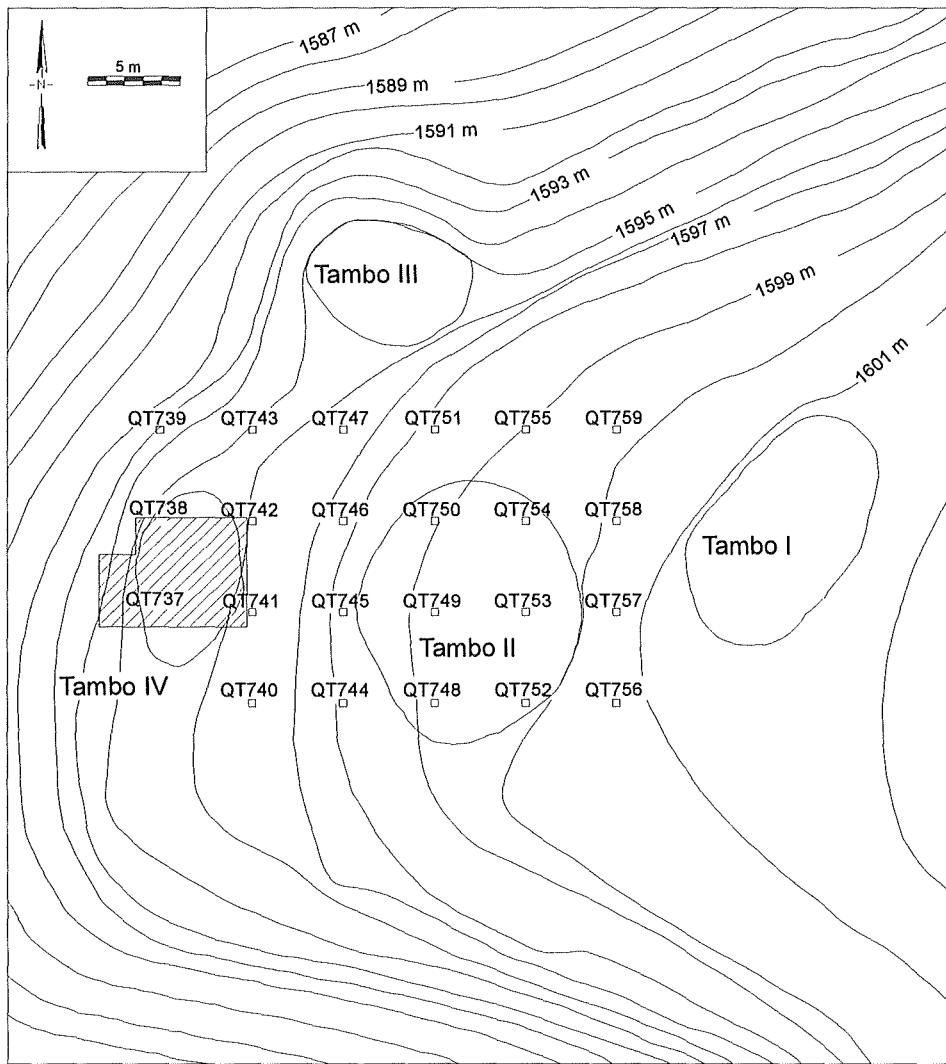 1587 m
5 m
-N-
1589 m
1591 m
1593 m
1595 m
1597 m
Tambo III
1599 m
1601 m
QT739 QT743 QT747 QT751 QT755 QT759
QT738 QT742 QT746 QT750 QT754 QT758
Tambo I
QT737 QT741 QT745 QT749 QT753 QT757
Tambo II
Tambo IV
QT740 QT744 QT748 QT752 QT756